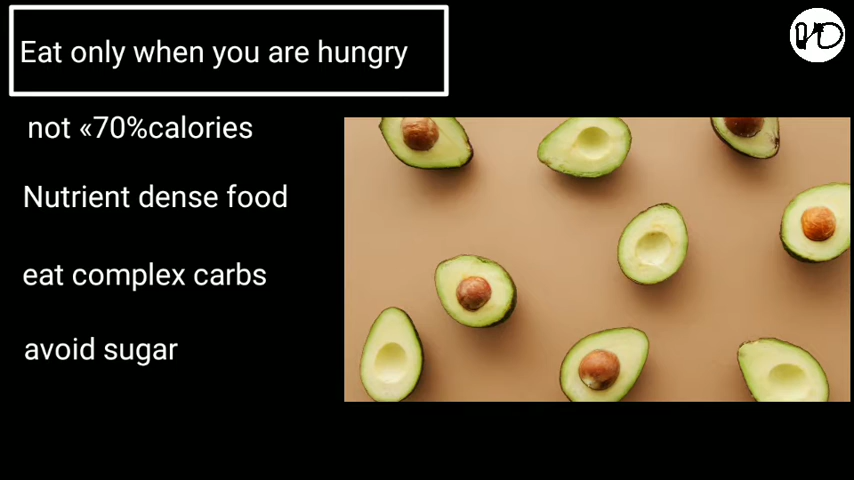 Eat only when you are hungry
not «70%calories
Nutrient dense food
eat complex carbs
avoid sugar